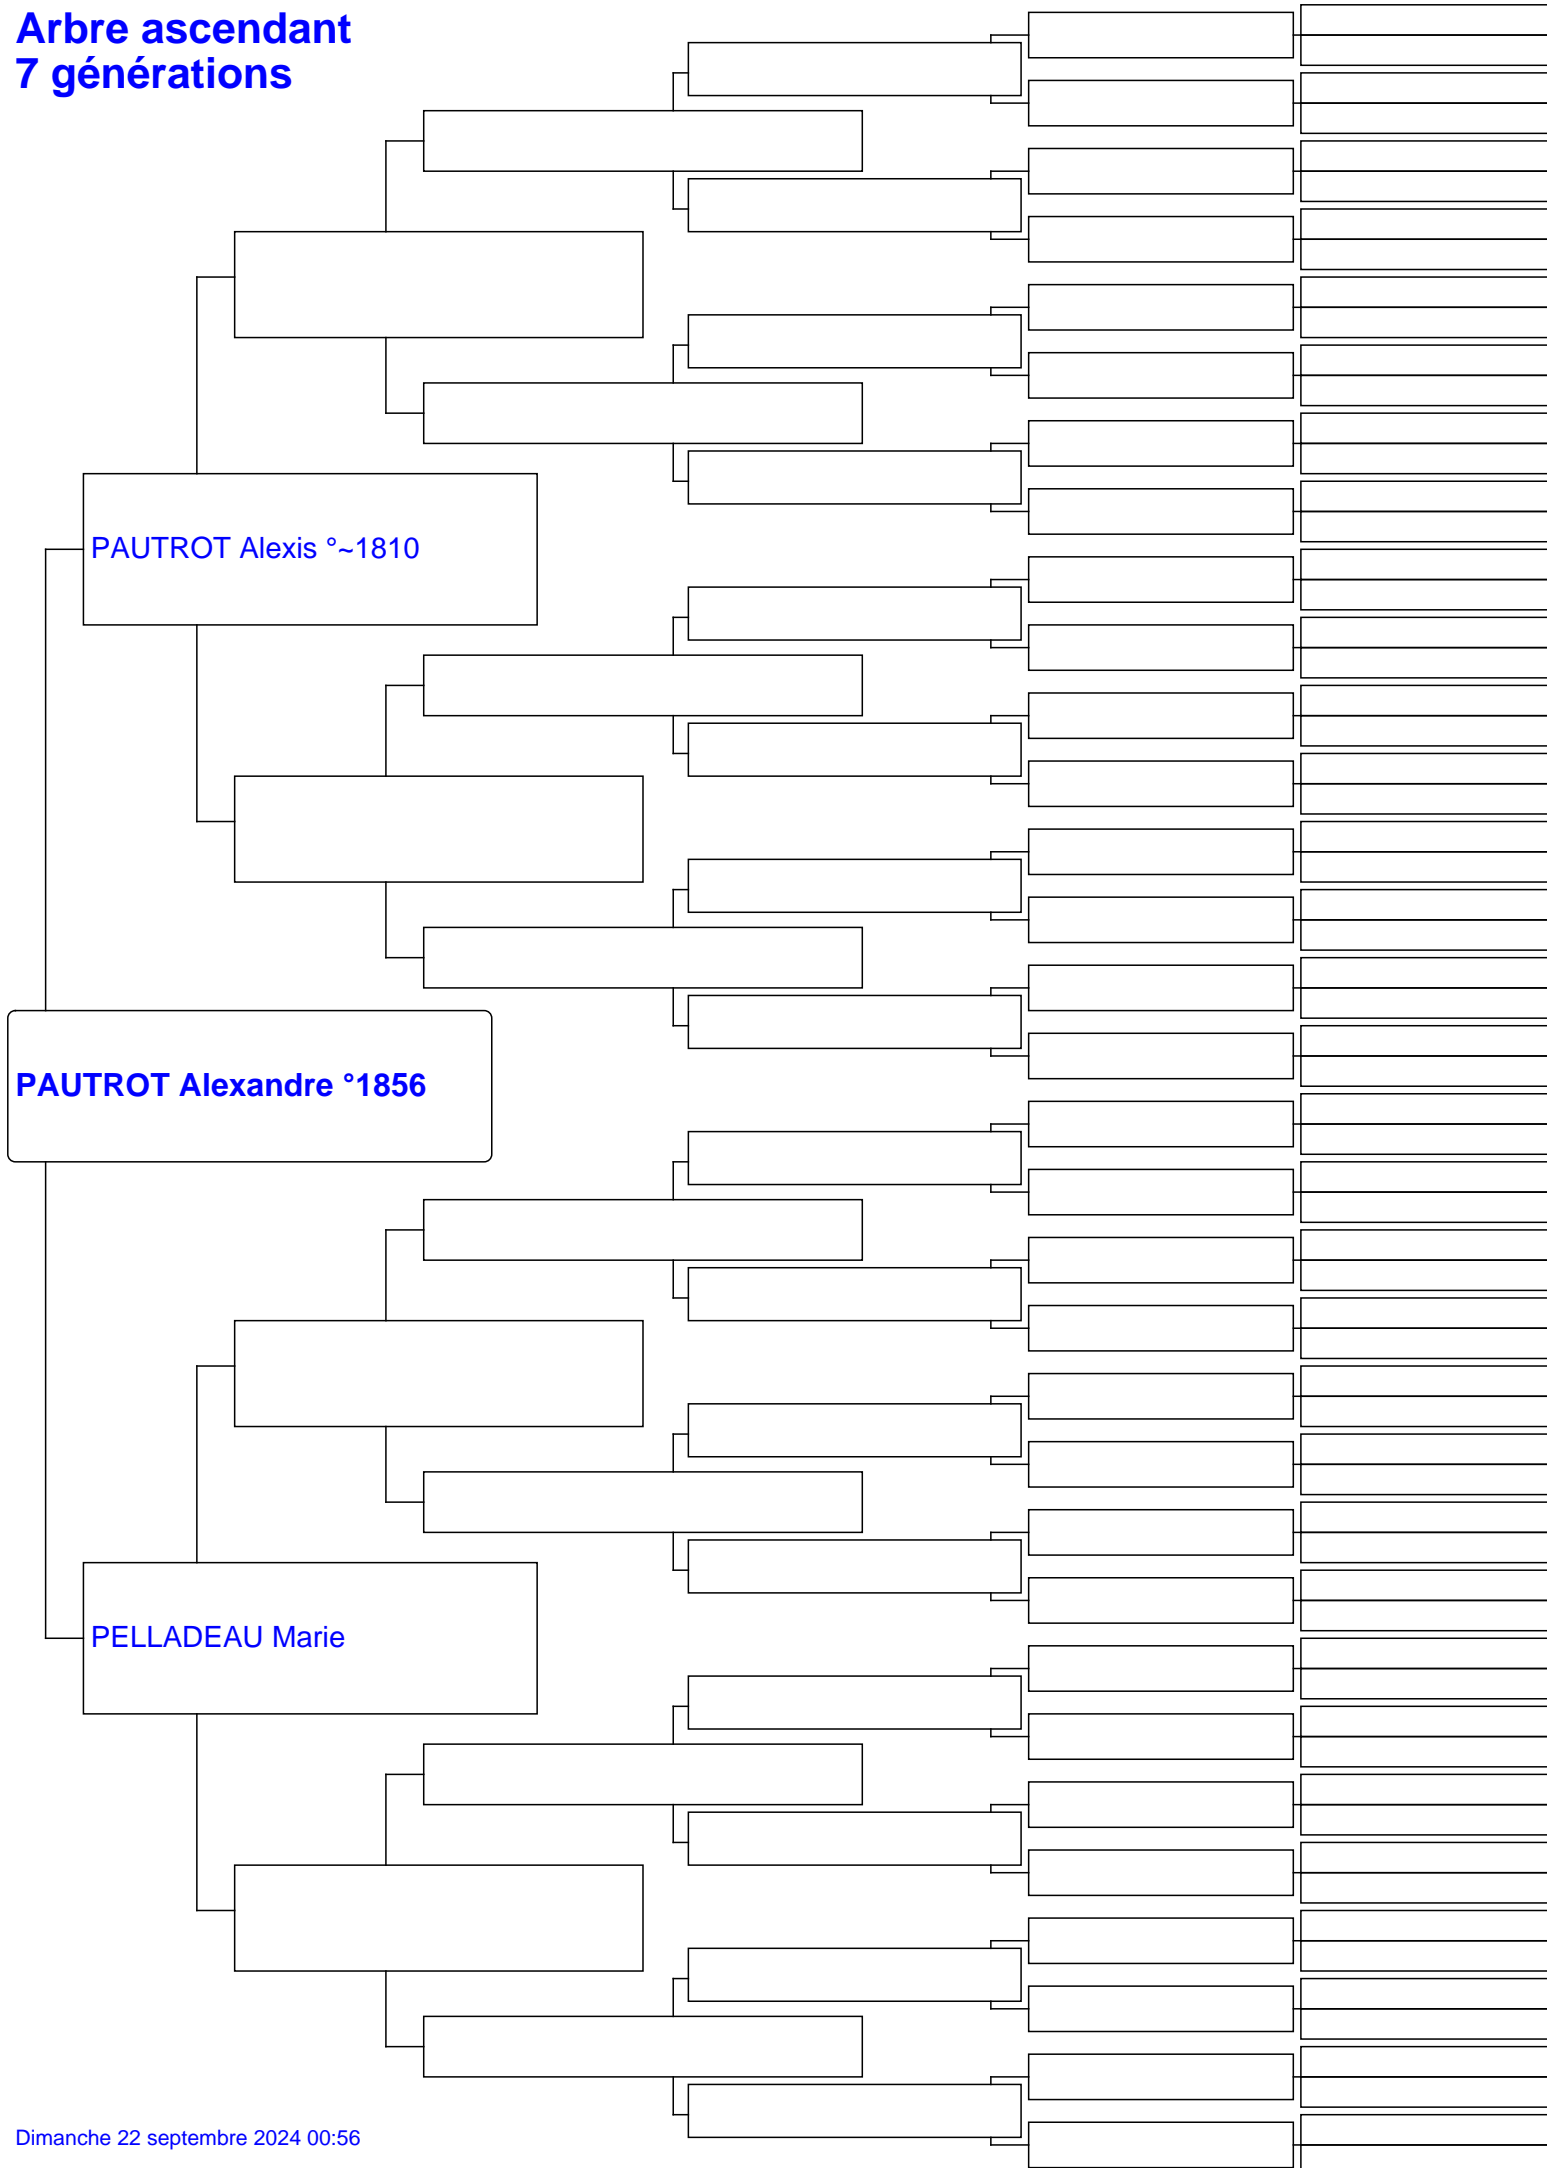 Arbre ascendant
7 générations
PAUTROT Alexis °~1810
PAUTROT Alexandre °1856
PELLADEAU Marie
Dimanche 22 septembre 2024 00:56